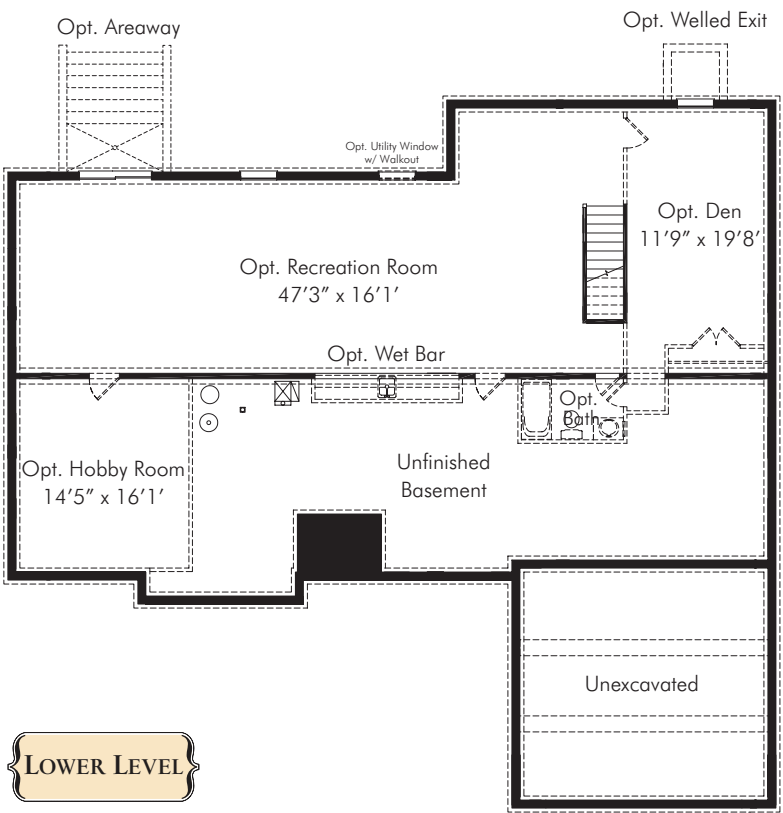 Opt. Areaway
Opt. Welled Exit
Opt. Utility Window
w/ Walkout
Opt. Den
11'9" x 19'8'
Opt. Recreation Room
47'3" x 16'1'
Opt. Wet Bar
Opt.
Bath
Opt. Hobby Room
14'5" x 16'1'
Unfinished
Basement
Unexcavated
LOWER LEVEL